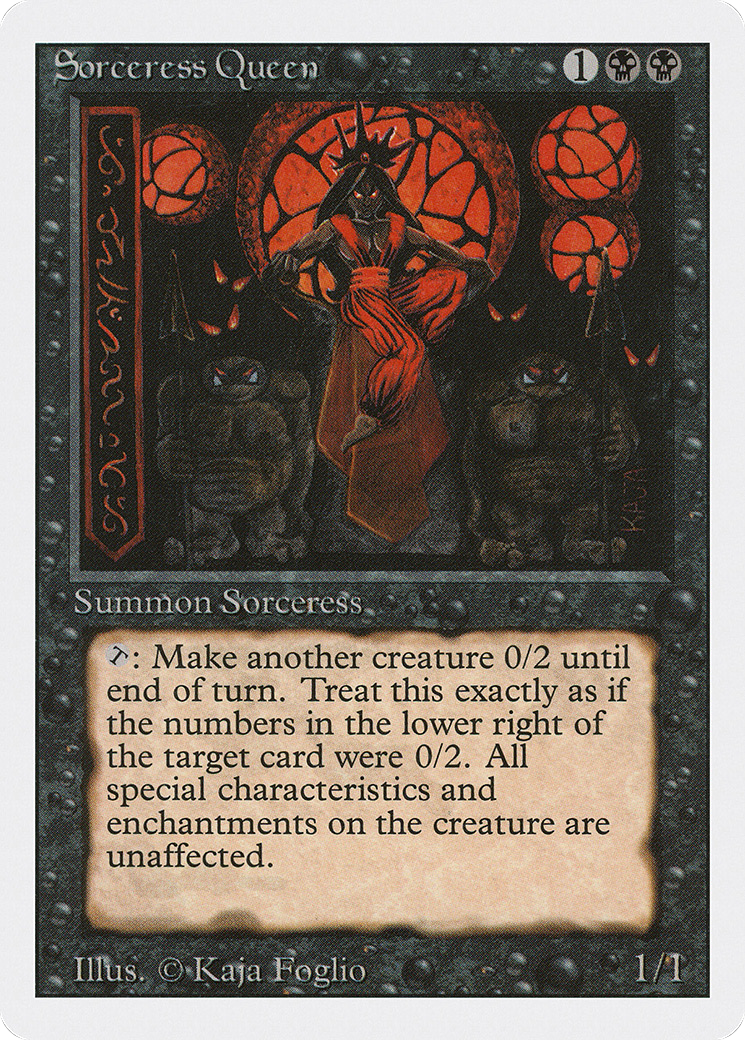 Sorceress Queen 1
KAJA
Summon Sorceress
T: Make another creature 0/2 until
end of turn. Treat this exactly as if
the numbers in the lower right of
the target card were 0/2. All
special characteristics and
enchantments on the creature are
unaffected.
Illus. © Kaja Foglio 1/1